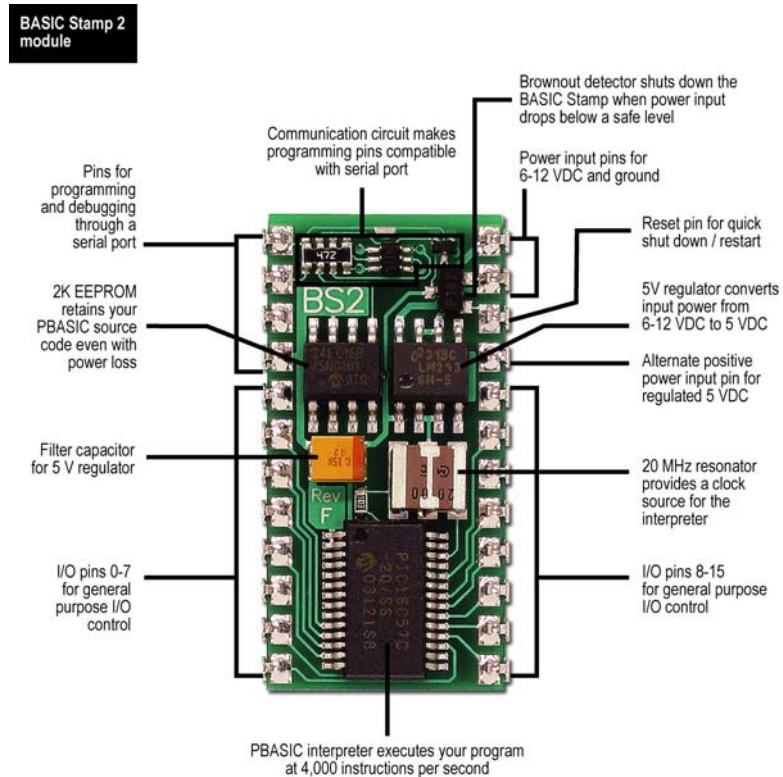 BASIC Stamp 2
module
Brownout detector shuts down the
BASIC Stamp when power input
drops below a safe level
Communication circuit makes
programming pins compatible
with serial port
Power input pins for
6-12 VDC and ground
Pins for
programming
and debugging
through a
serial port
Reset pin for quick
shut down / restart
2K EEPROM
retains your
PBASIC source
code even with
power loss
5V regulator converts
input power from
6-12 VDC to 5 VDC
Alternate positive
power input pin for
regulated 5 VDC
Filter capacitor
for 5 V regulator
20 MHz resonator
provides a clock
source for the
interpreter
I/O pins 0-7
for general
purpose I/O
control
I/O pins 8-15
for general purpose
I/O control
PBASIC interpreter executes your program
at 4,000 instructions per second
472
BS2
6M-5
Rev
F
PIC16C57C
20/SS